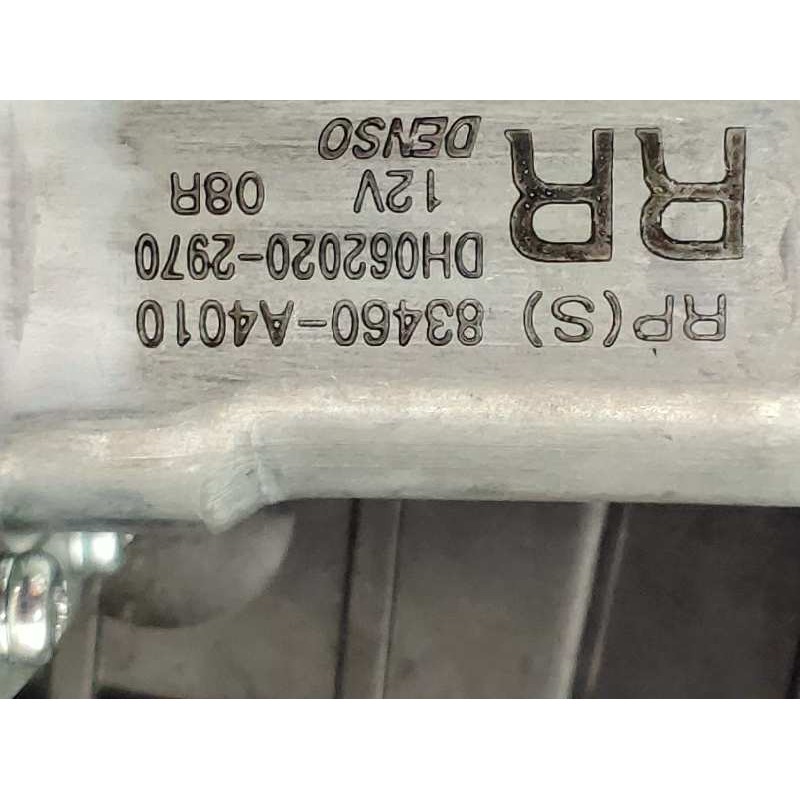 RP(S) 83460-A4010
RR DH062020-2970
12V 08R
DENSO